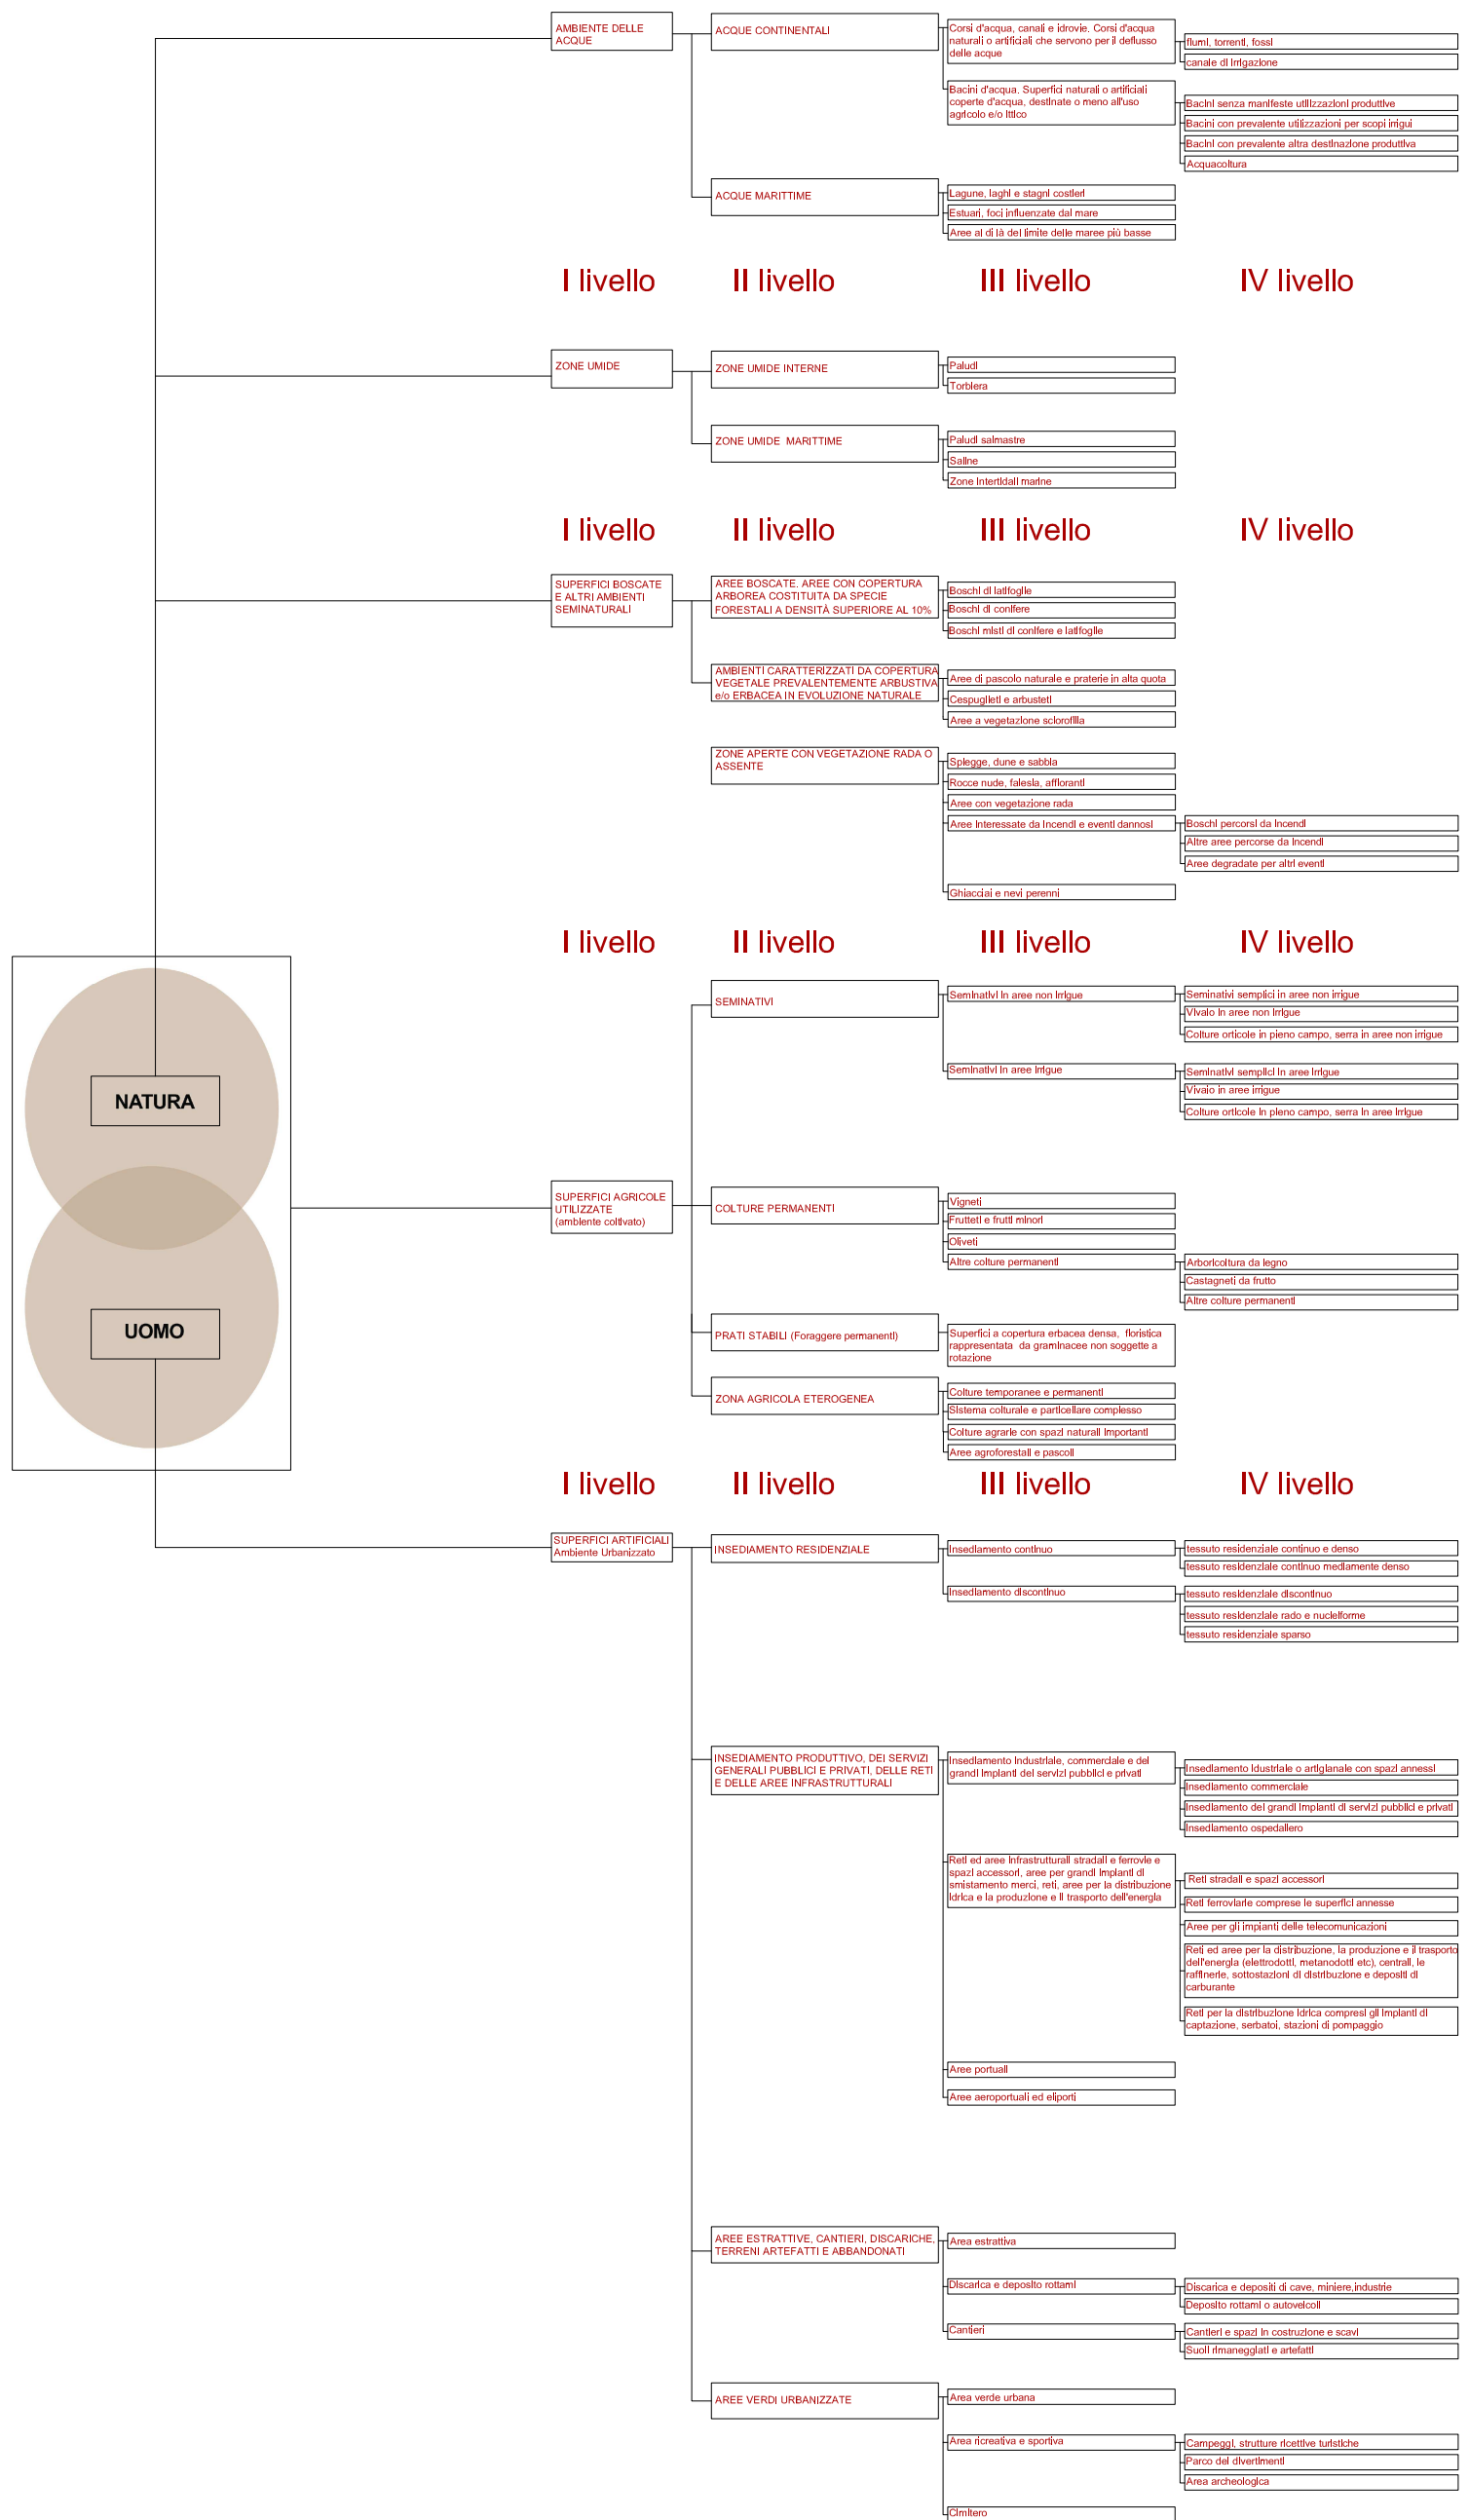 AMBIENTE DELLE
ACQUE
ACQUE CONTINENTALI
Corsi d'acqua, canali e idrovie. Corsi d'acqua
naturali o artificiali che servono per il deflusso
delle acque
fiumi, torrenti, fossi
canale di irrigazione
Bacini d'acqua. Superfici naturali o artificiali
coperte d'acqua, destinate o meno all'uso
agricolo e/o ittico
Bacini senza manifeste utilizzazioni produttive
Bacini con prevalente utilizzazioni per scopi irrigui
Bacini con prevalente altra destinazione produttiva
Acquacoltura
ACQUE MARITTIME
Lagune, laghi e stagni costieri
Estuari, foci influenzate dal mare
Aree al di là del limite delle maree più basse
I livello
II livello
III livello
IV livello
ZONE UMIDE
ZONE UMIDE INTERNE
Paludi
Torbiera
ZONE UMIDE  MARITTIME
Paludi salmastre
Saline
Zone intertidali marine
I livello
II livello
III livello
IV livello
SUPERFICI BOSCATE
E ALTRI AMBIENTI
SEMINATURALI
AREE BOSCATE, AREE CON COPERTURA
ARBOREA COSTITUITA DA SPECIE
FORESTALI A DENSITÀ SUPERIORE AL 10%
Boschi di latifoglie
Boschi di conifere
Boschi misti di conifere e latifoglie
AMBIENTI CARATTERIZZATI DA COPERTURA
VEGETALE PREVALENTEMENTE ARBUSTIVA
e/o ERBACEA IN EVOLUZIONE NATURALE
Aree di pascolo naturale e praterie in alta quota
Cespuglieti e arbusteti
Aree a vegetazione sclorofilla
ZONE APERTE CON VEGETAZIONE RADA O
ASSENTE
Spiegge, dune e sabbia
Rocce nude, falesia, affioranti
Aree con vegetazione rada
Aree interessate da incendi e eventi dannosi
Boschi percorsi da incendi
Altre aree percorse da incendi
Aree degradate per altri eventi
Ghiacciai e nevi perenni
I livello
II livello
III livello
IV livello
SEMINATIVI
Seminativi in aree non irrigue
Seminativi semplici in aree non irrigue
Vivaio in aree non irrigue
Colture orticole in pieno campo, serra in aree non irrigue
Seminativi in aree irrigue
Seminativi semplici in aree irrigue
Vivaio in aree irrigue
Colture orticole in pieno campo, serra in aree irrigue
NATURA
SUPERFICI AGRICOLE
UTILIZZATE
(ambiente coltivato)
COLTURE PERMANENTI
Vigneti
Frutteti e frutti minori
Oliveti
Altre colture permanenti
Arboricoltura da legno
Castagneti da frutto
Altre colture permanenti
UOMO
PRATI STABILI (Foraggere permanenti)
Superfici a copertura erbacea densa,  floristica
rappresentata  da graminacee non soggette a
rotazione
ZONA AGRICOLA ETEROGENEA
Colture temporanee e permanenti
Sistema colturale e particellare complesso
Colture agrarie con spazi naturali importanti
Aree agroforestali e pascoli
I livello
II livello
III livello
IV livello
SUPERFICI ARTIFICIALI
Ambiente Urbanizzato
INSEDIAMENTO RESIDENZIALE
Insediamento continuo
tessuto residenziale continuo e denso
tessuto residenziale continuo mediamente denso
Insediamento discontinuo
tessuto residenziale discontinuo
tessuto residenziale rado e nucleiforme
tessuto residenziale sparso
INSEDIAMENTO PRODUTTIVO, DEI SERVIZI
GENERALI PUBBLICI E PRIVATI, DELLE RETI
E DELLE AREE INFRASTRUTTURALI
Insediamento industriale, commerciale e dei
grandi impianti dei servizi pubblici e privati
Insediamento idustriale o artigianale con spazi annessi
Insediamento commerciale
Insediamento dei grandi impianti di servizi pubblici e privati
Insediamento ospedaliero
Reti ed aree infrastrutturali stradali e ferrovie e
spazi accessori, aree per grandi impianti di
smistamento merci, reti, aree per la distribuzione
idrica e la produzione e il trasporto dell'energia
Reti stradali e spazi accessori
Reti ferroviarie comprese le superfici annesse
Aree per gli impianti delle telecomunicazioni
Reti ed aree per la distribuzione, la produzione e il trasporto
dell'energia (elettrodotti, metanodotti etc), centrali, le
raffinerie, sottostazioni di distribuzione e depositi di
carburante
Reti per la distribuzione idrica compresi gli impianti di
captazione, serbatoi, stazioni di pompaggio
Aree portuali
Aree aeroportuali ed eliporti
AREE ESTRATTIVE, CANTIERI, DISCARICHE,
TERRENI ARTEFATTI E ABBANDONATI
Area estrattiva
Discarica e deposito rottami
Discarica e depositi di cave, miniere,industrie
Deposito rottami o autoveicoli
Cantieri
Cantieri e spazi in costruzione e scavi
Suoli rimaneggiati e artefatti
AREE VERDI URBANIZZATE
Area verde urbana
Area ricreativa e sportiva
Campeggi, strutture ricettive turistiche
Parco dei divertimenti
Area archeologica
Cimitero